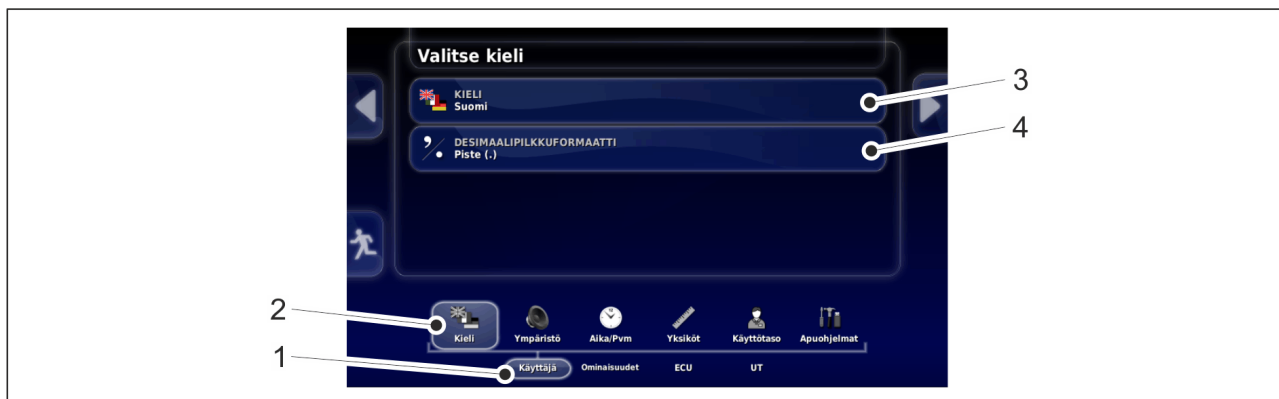 Valitse kieli
KIELI
Suomi
3
DESIMAALIPILKKUFORMAATTI
Piste (.)
4
2
Kieli Ympäristö Aika/Pvm Yksiköt Käyttötaso Apuohjelmat
1
Käyttäjä Ominaisuudet ECU UT